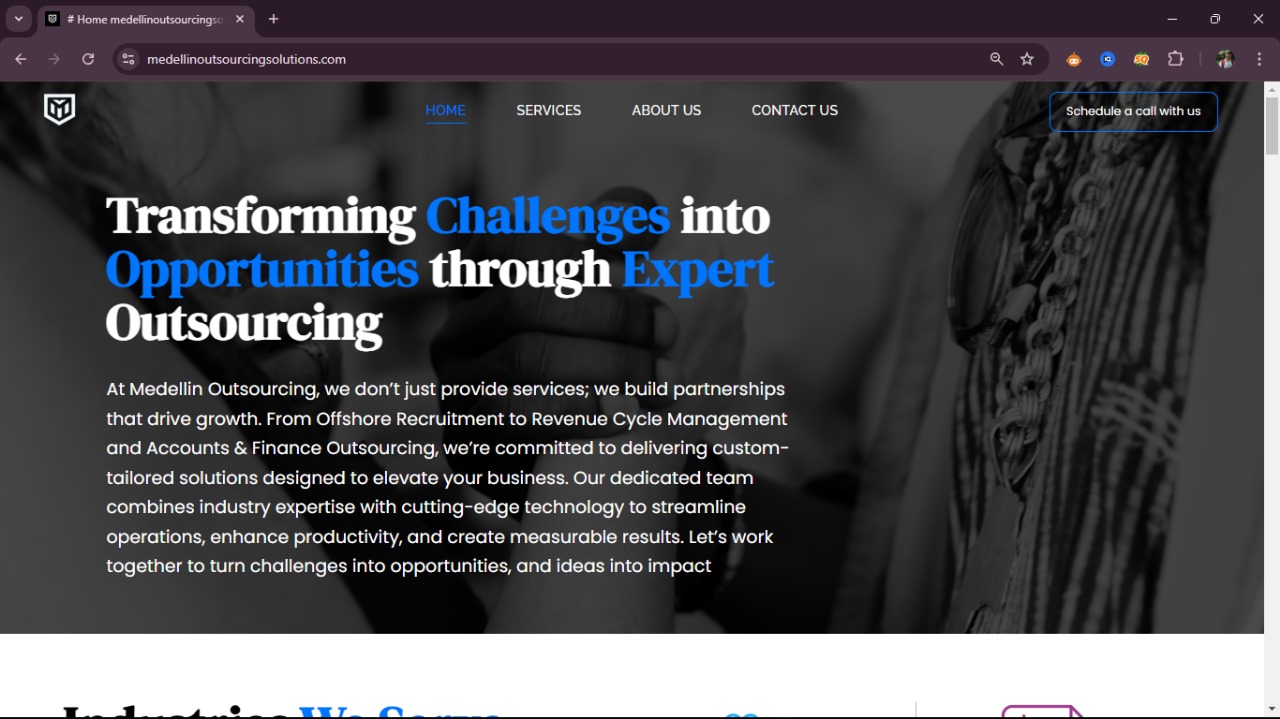 # Home medellinoutsourcingso
medellinoutsourcingsolutions.com
HOME
SERVICES
ABOUT US
CONTACT US
Schedule a call with us
Transforming Challenges into
Opportunities through Expert
Outsourcing
At Medellin Outsourcing, we don’t just provide services; we build partnerships
that drive growth. From Offshore Recruitment to Revenue Cycle Management
and Accounts & Finance Outsourcing, we’re committed to delivering custom-
tailored solutions designed to elevate your business. Our dedicated team
combines industry expertise with cutting-edge technology to streamline
operations, enhance productivity, and create measurable results. Let’s work
together to turn challenges into opportunities, and ideas into impact
Industries We Serve